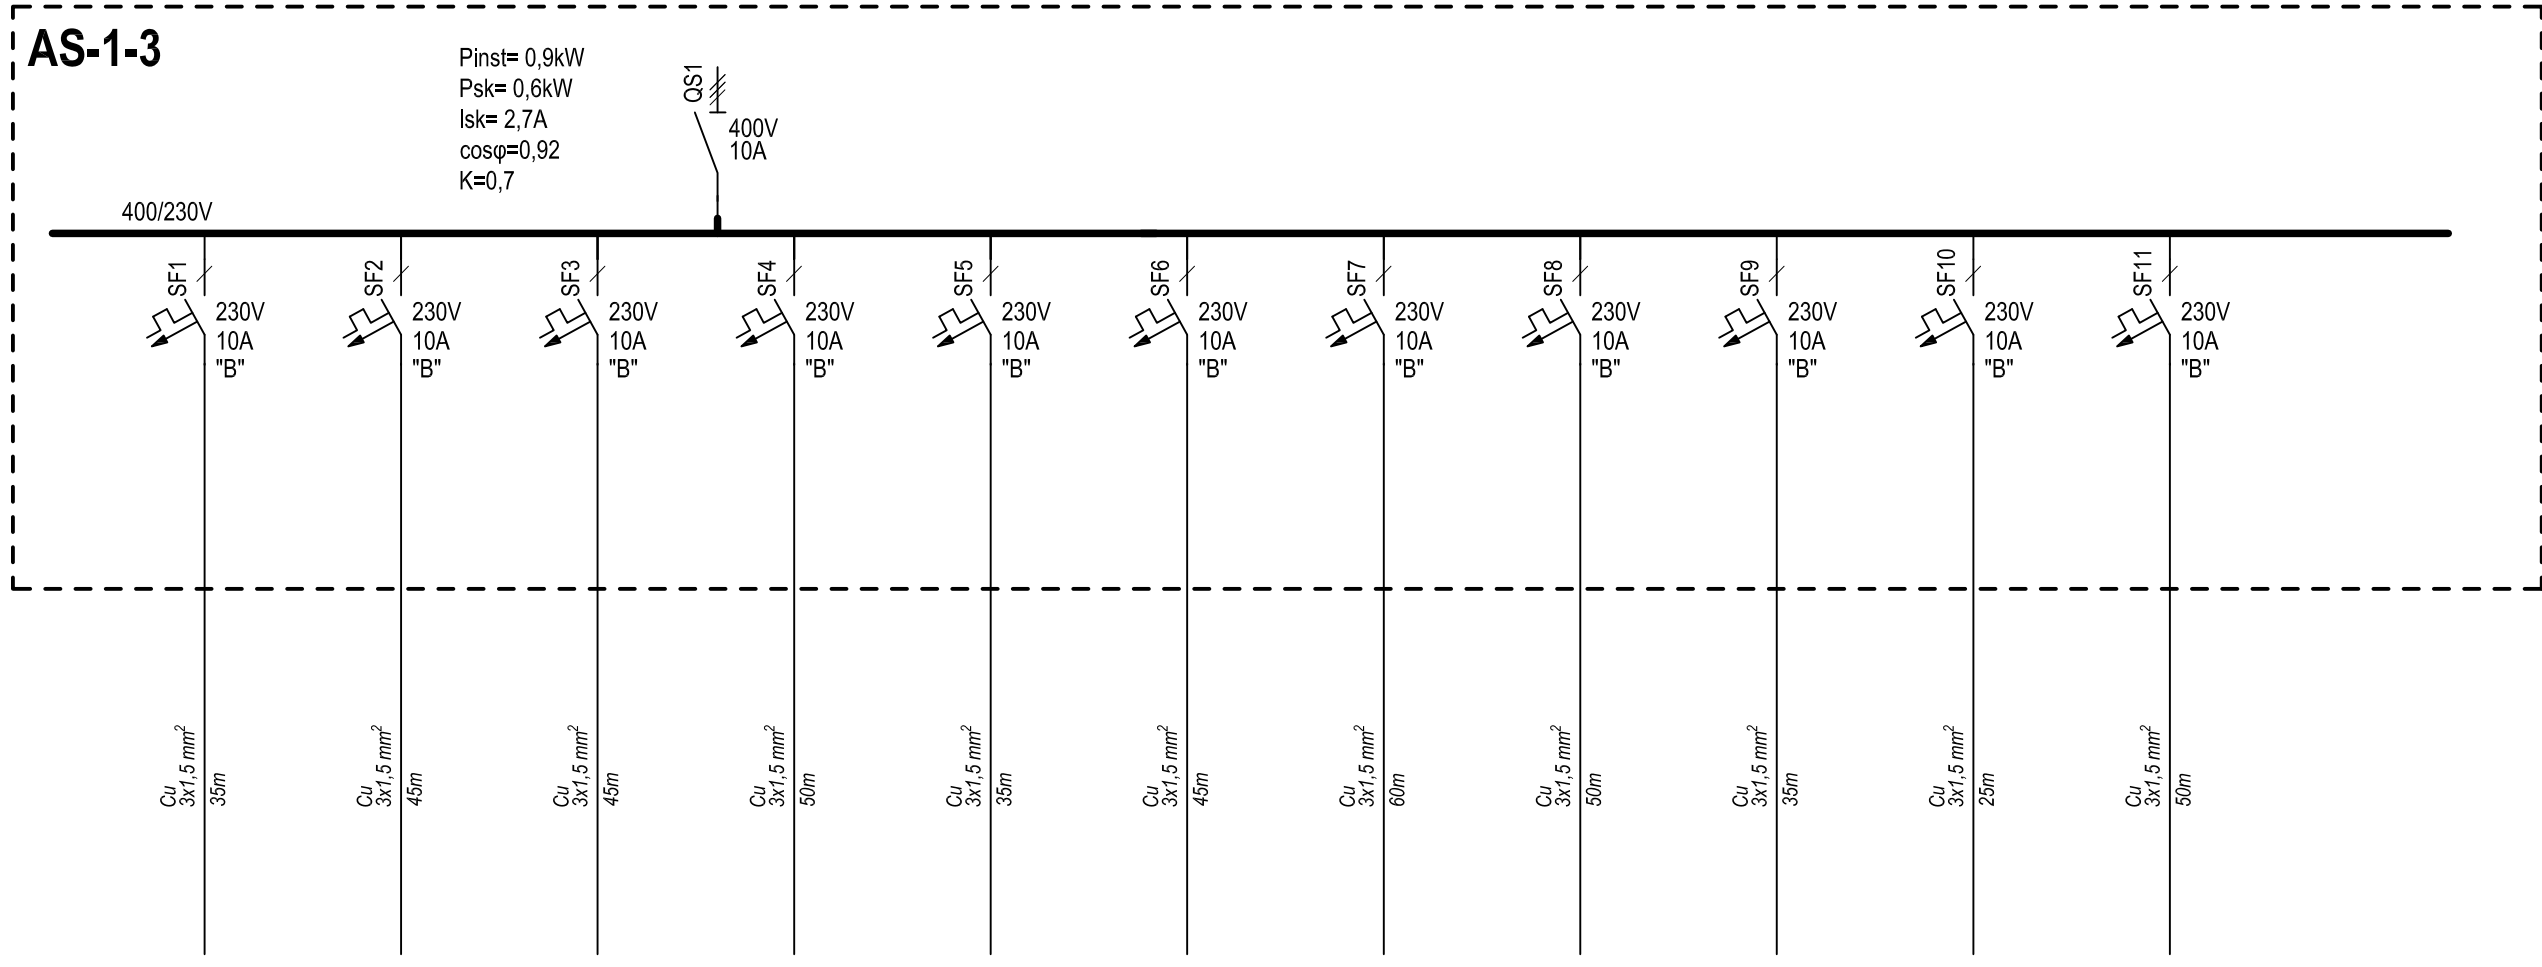 AS-1-3
Pinst= 0,9kW
Psk= 0,6kW
Isk= 2,7A
cosφ=0,92
K=0,7
QS1
400V
10A
400/230V
SF1
230V
10A
"B"
SF2
230V
10A
"B"
SF3
230V
10A
"B"
SF4
230V
10A
"B"
SF5
230V
10A
"B"
SF6
230V
10A
"B"
SF7
230V
10A
"B"
SF8
230V
10A
"B"
SF9
230V
10A
"B"
SF10
230V
10A
"B"
SF11
230V
10A
"B"
Cu
3x1,5 mm²
35m
Cu
3x1,5 mm²
45m
Cu
3x1,5 mm²
45m
Cu
3x1,5 mm²
50m
Cu
3x1,5 mm²
35m
Cu
3x1,5 mm²
45m
Cu
3x1,5 mm²
60m
Cu
3x1,5 mm²
50m
Cu
3x1,5 mm²
35m
Cu
3x1,5 mm²
25m
Cu
3x1,5 mm²
50m